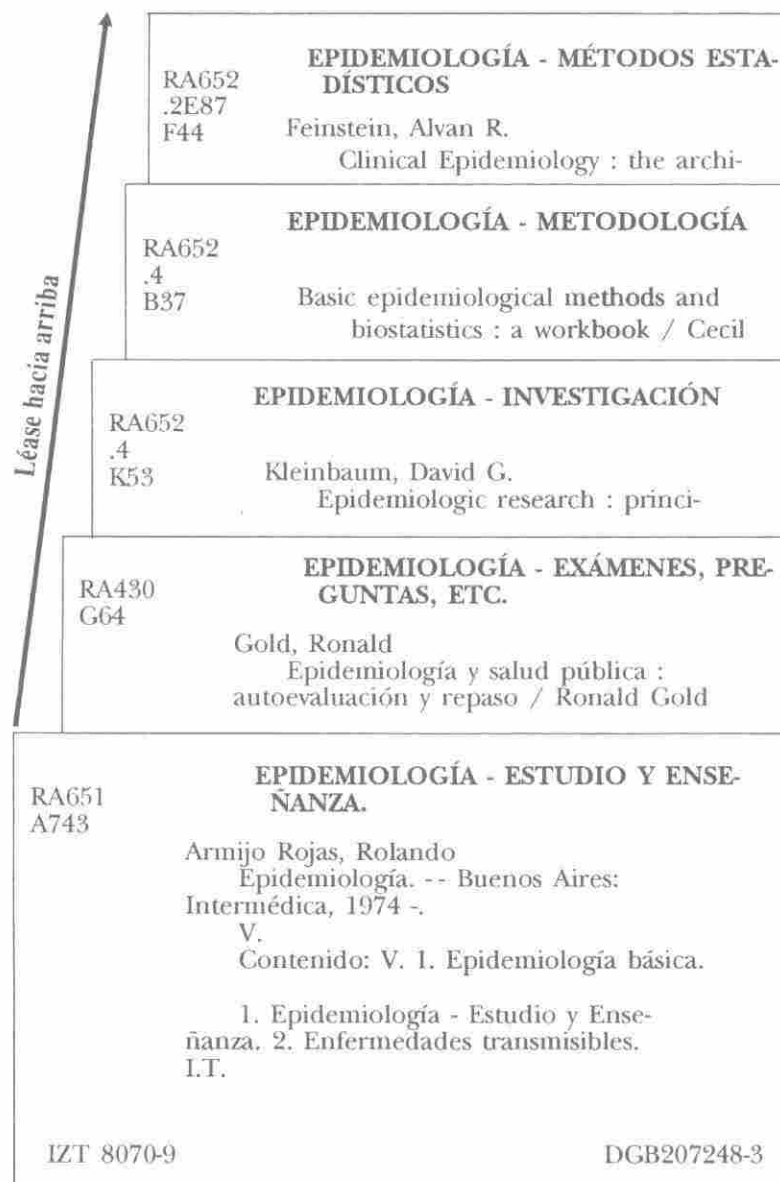 Léase hacia arriba
RA652
.2E87
F44
EPIDEMIOLOGÍA - MÉTODOS ESTA-
DÍSTICOS
Feinstein, Alvan R.
Clinical Epidemiology : the archi-
RA652
.4
B37
EPIDEMIOLOGÍA - METODOLOGÍA
Basic epidemiological methods and
biostatistics : a workbook / Cecil
RA652
.4
K53
EPIDEMIOLOGÍA - INVESTIGACIÓN
Kleinbaum, David G.
Epidemiologic research : princi-
RA430
G64
EPIDEMIOLOGÍA - EXÁMENES, PRE-
GUNTAS, ETC.
Gold, Ronald
Epidemiología y salud pública :
autoevaluación y repaso / Ronald Gold
RA651
A743
EPIDEMIOLOGÍA - ESTUDIO Y ENSE-
ÑANZA.
Armijo Rojas, Rolando
Epidemiología. -- Buenos Aires:
Intermédica, 1974 -.
V.
Contenido: V. 1. Epidemiología básica.
1. Epidemiología - Estudio y Ense-
ñanza. 2. Enfermedades transmisibles.
I.T.
IZT 8070-9
DGB207248-3